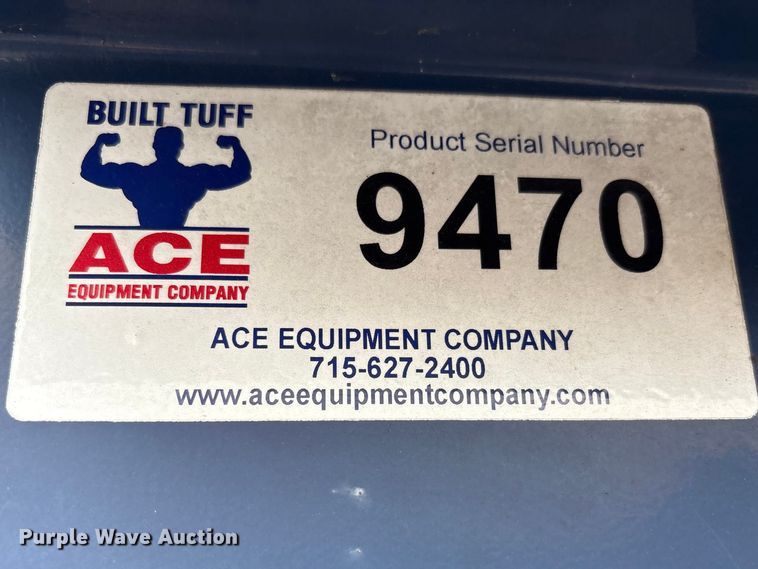 BUILT TUFF
ACE
EQUIPMENT COMPANY
Product Serial Number
9470
ACE EQUIPMENT COMPANY
715-627-2400
www.aceequipmentcompany.com
Purple Wave Auction